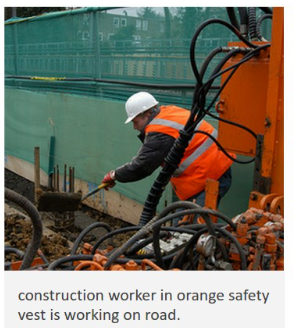 construction worker in orange safety
vest is working on road.